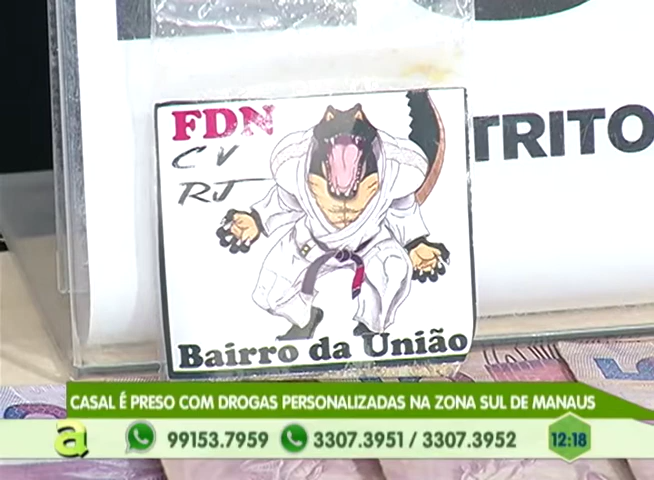 FDN
CV
RJ
TRITO
Bairro da União
CASAL É PRESO COM DROGAS PERSONALIZADAS NA ZONA SUL DE MANAUS
a 99153.7959 3307.3951 / 3307.3952 12:18